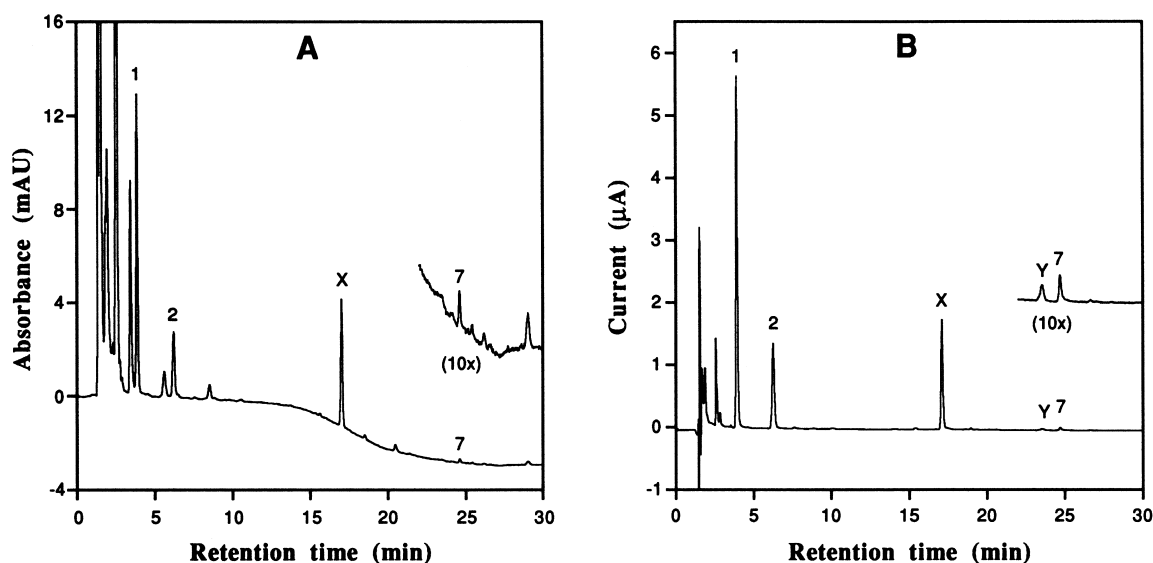 A
16
12
8
4
0
-4
Absorbance (mAU)
1
2
X
7
(10x)
7
0 5 10 15 20 25 30
Retention time (min)
B
6
5
4
3
2
1
0
-1
Current (µA)
1
2
X
Y 7
(10x)
Y 7
0 5 10 15 20 25 30
Retention time (min)